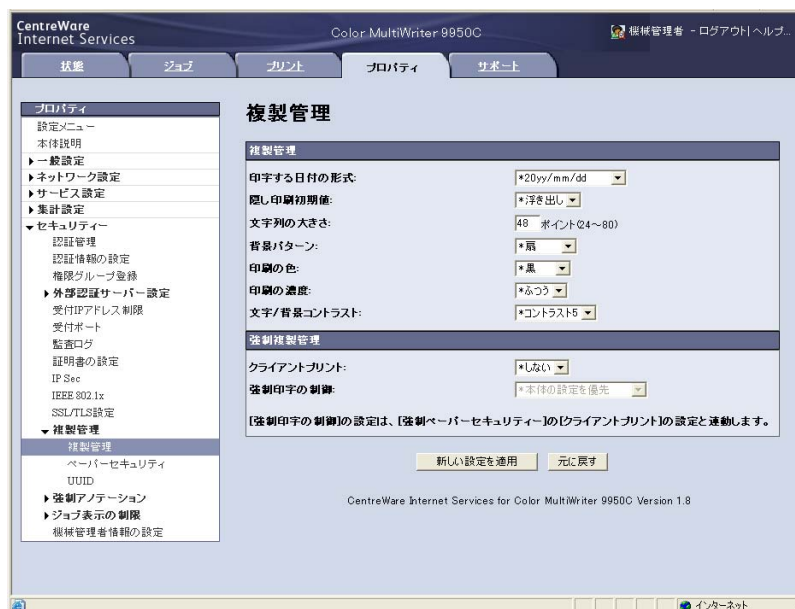 CentreWare
Internet Services
Color MultiWriter 9950C
機械管理者 - ログアウト| ヘルプ...
状態 ジョブ プリント プロパティ サポート
プロパティ
設定メニュー
本体説明
一般設定
ネットワーク設定
サービス設定
集計設定
セキュリティー
認証管理
認証情報の設定
権限グループ登録
外部認証サーバー設定
受付IPアドレス制限
受付ポート
監査ログ
証明書の設定
IP Sec
IEEE 802.1x
SSL/TLS設定
複製管理
複製管理
ペーパーセキュリティ
UUID
強制アノテーション
ジョブ表示の制限
機械管理者情報の設定
複製管理
複製管理
印字する日付の形式: *20yy/mm/dd
隠し印刷初期値: *浮き出し
文字列の大きさ: 48 ポイント(24～80)
背景パターン: *扇
印刷の色: *黒
印刷の濃度: *ふつう
文字/背景コントラスト: *コントラスト5
強制複製管理
クライアントプリント: *しない
強制印字の制御: *本体の設定を優先
[強制印字の制御]の設定は、[強制ペーパーセキュリティー]の[クライアントプリント]の設定と連動します。
新しい設定を適用 元に戻す
CentreWare Internet Services for Color MultiWriter 9950C Version 1.8
インターネット